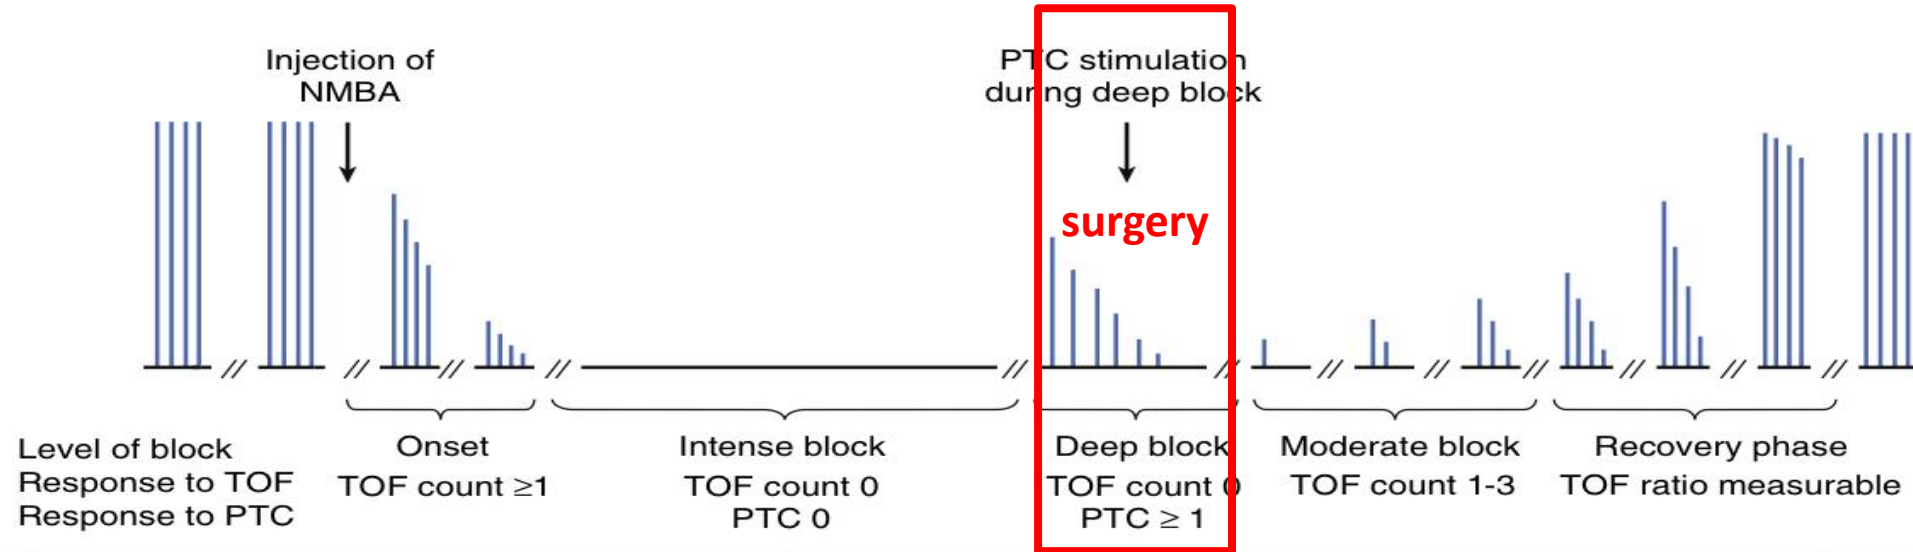 Injection of
NMBA
PTC stimulation
during deep block
surgery
Level of block
Response to TOF
Response to PTC
Onset
TOF count ≥1
Intense block
TOF count 0
PTC 0
Deep block
TOF count 0
PTC ≥ 1
Moderate block
TOF count 1-3
Recovery phase
TOF ratio measurable